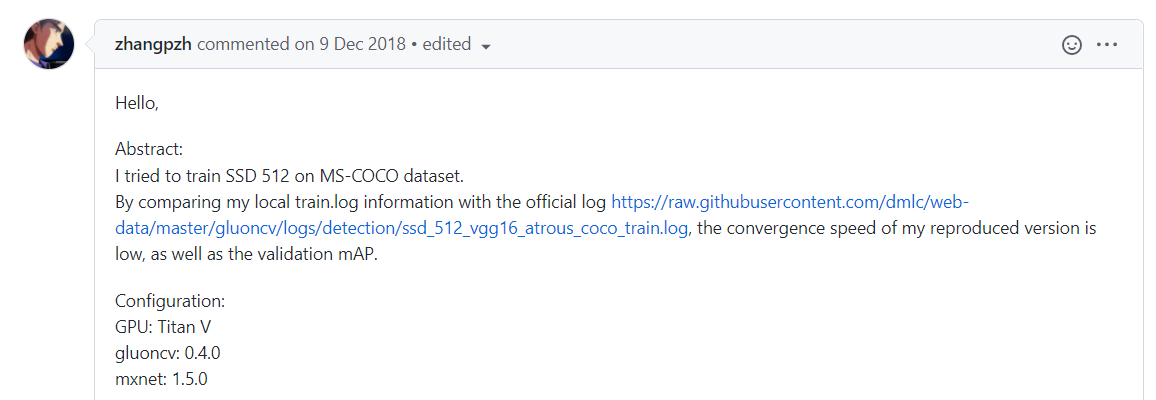 zhangpzh commented on 9 Dec 2018 • edited
Hello,
Abstract:
I tried to train SSD 512 on MS-COCO dataset.
By comparing my local train.log information with the official log https://raw.githubusercontent.com/dmlc/web-
data/master/gluoncv/logs/detection/ssd_512_vgg16_atrous_coco_train.log, the convergence speed of my reproduced version is
low, as well as the validation mAP.
Configuration:
GPU: Titan V
gluoncv: 0.4.0
mxnet: 1.5.0